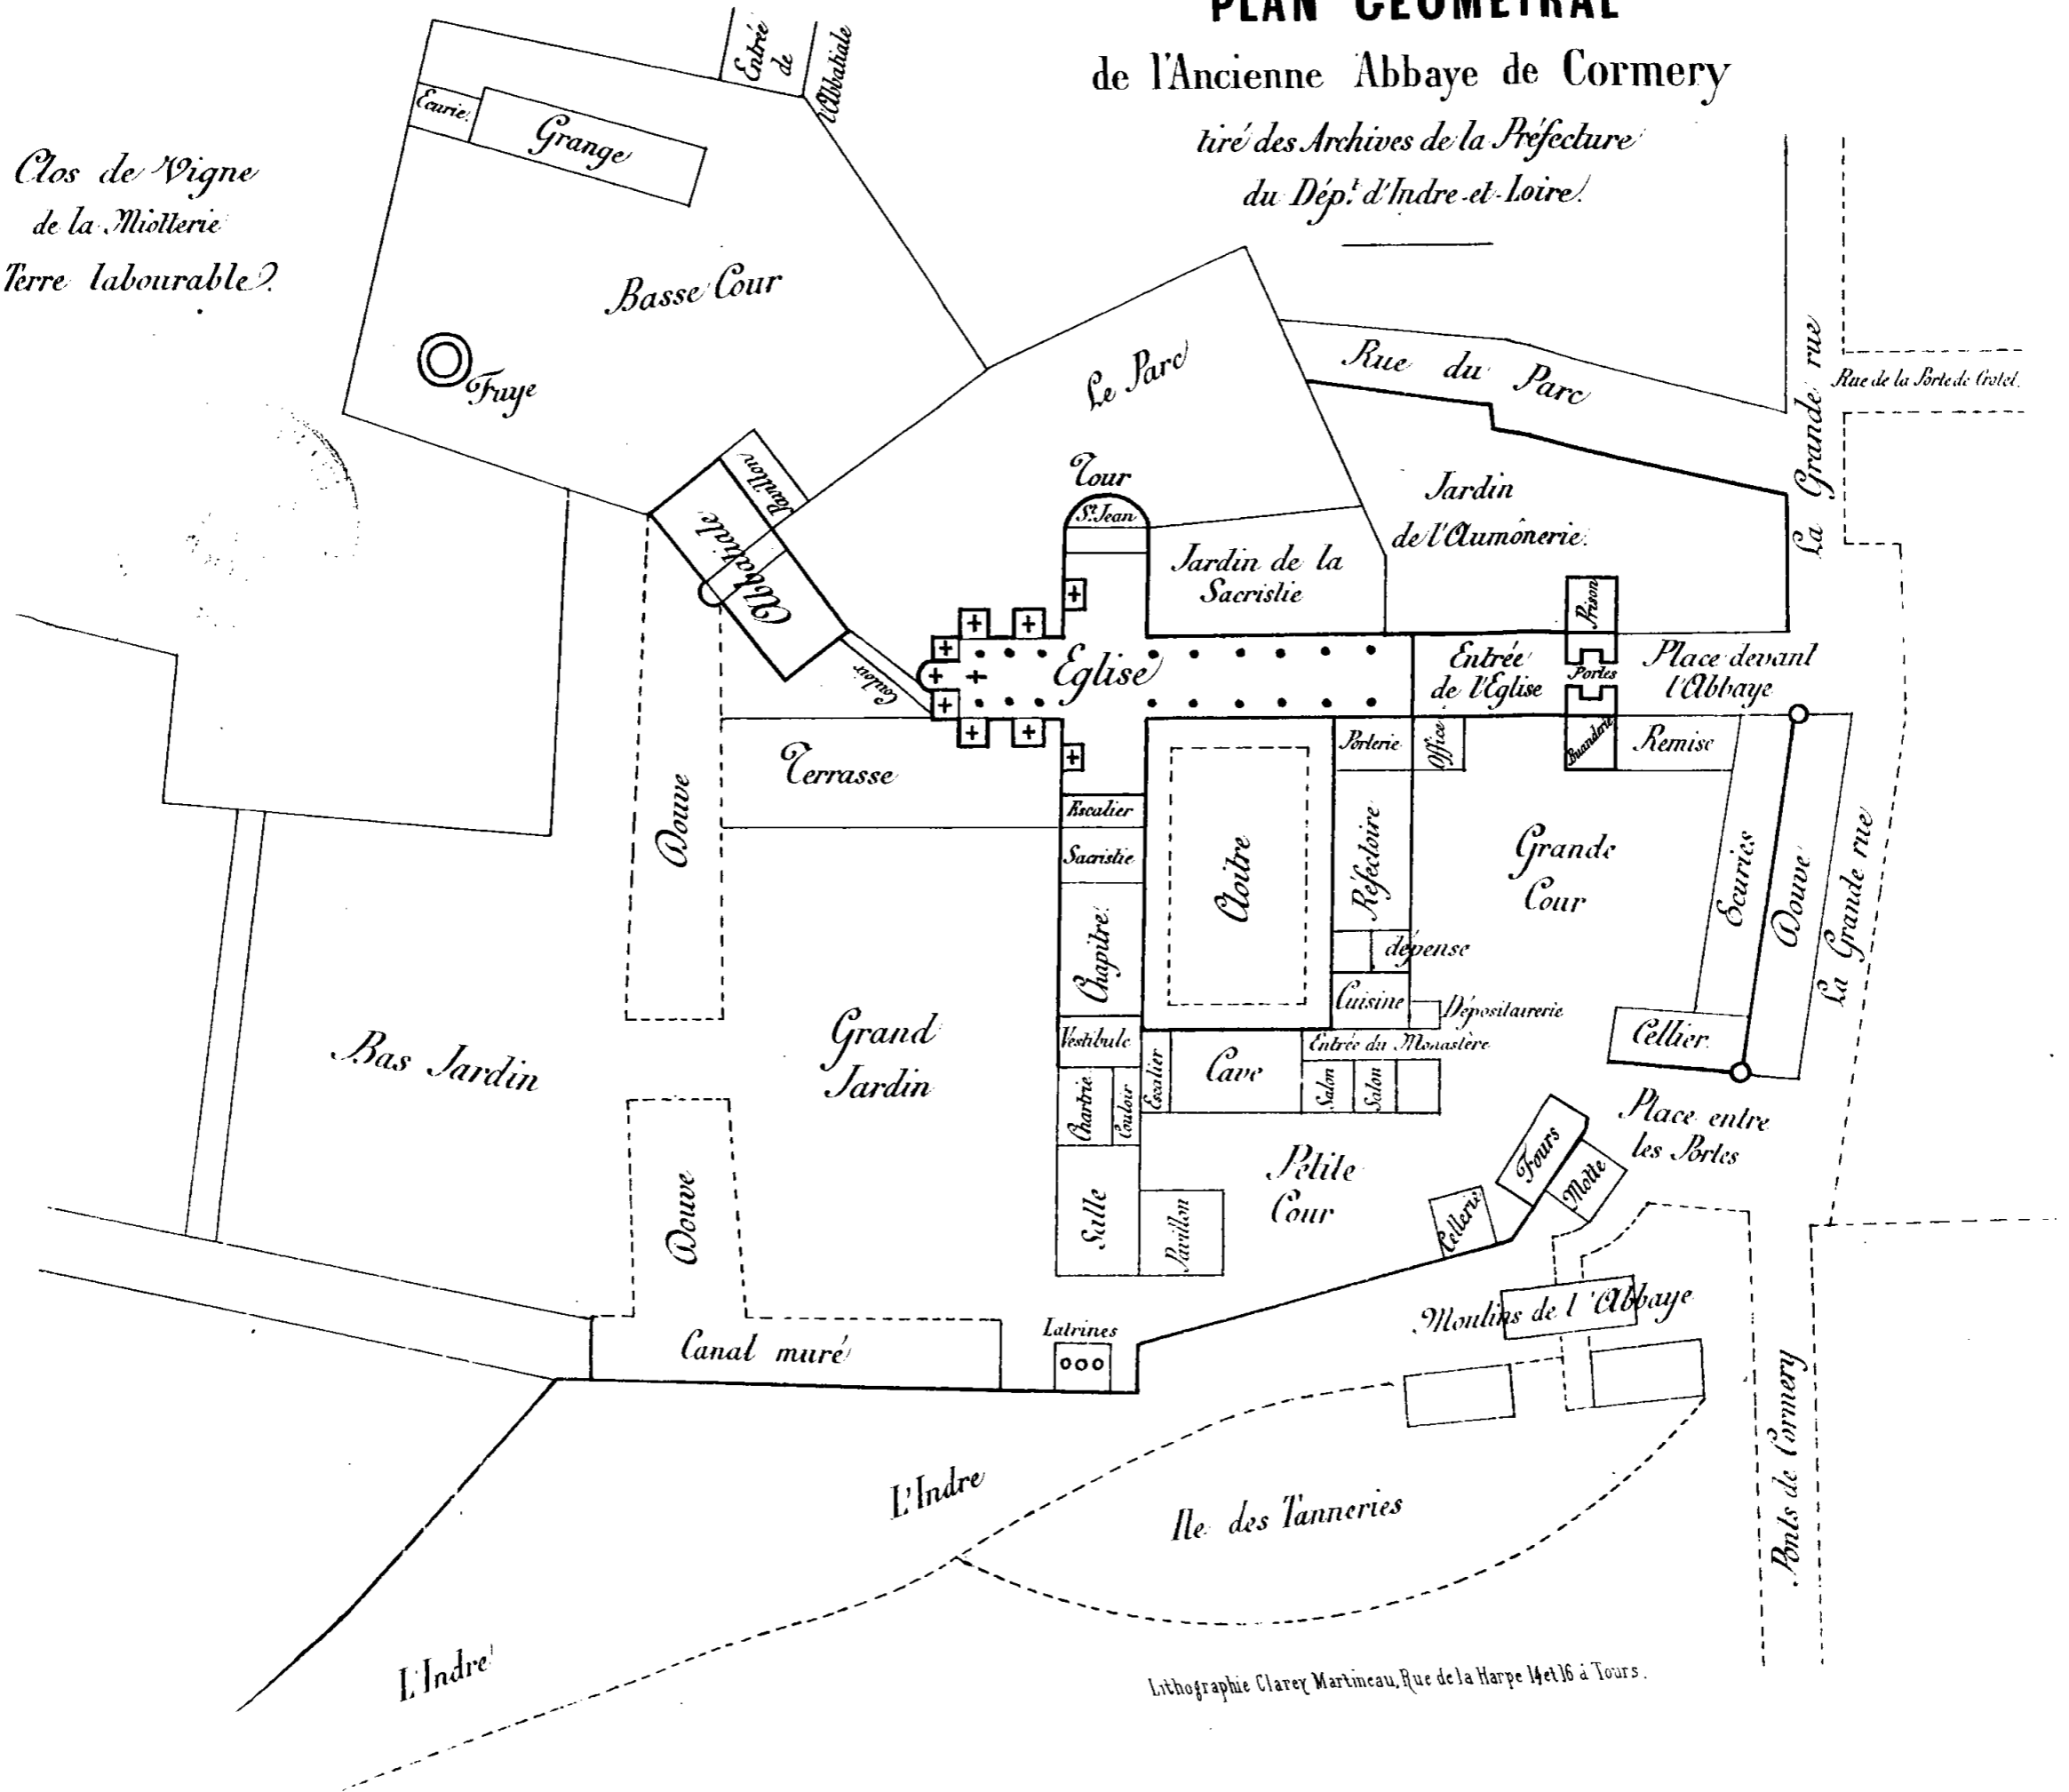 PLAN GÉOMÉTRAL
de l'Ancienne Abbaye de Cormery
tiré des Archives de la Préfecture
du Dép.t d'Indre-et-Loire.
Entrée
de
l'Abbatiale
Ecurie
Grange
Clos de Vigne
de la Miotterie
Terre labourable
Basse Cour
Fuye
Le Parc
Rue du Parc
La Grande rue
Rue de la Porte de Crotel
Pavillon
Abbatiale
Couloir
Tour
St Jean
Jardin de la
Sacristie
Jardin
de l'Aumônerie
Prison
Eglise
Entrée
de l'Eglise
Portes
Place devant
l'Abbaye
Terrasse
Douve
Escalier
Sacristie
Chapitre
Cloitre
Porterie
Office
Buanderie
Remise
Réfectoire
Grande
Cour
Ecuries
Douve
La Grande rue
dépense
Cuisine
Dépositairerie
Bas Jardin
Grand
Jardin
Vestibule
Entrée du Monastère
Cellier
Chartrie
Couloir
Escalier
Cave
Salon
Salon
Place entre
les Portes
Fours
Motte
Petite
Cour
Cellerie
Douve
Salle
Pavillon
Moulins de l'Abbaye
Canal muré
Latrines
Ponts de Cormery
L'Indre
Ile des Tanneries
L'Indre
Lithographie Clarey Martineau, Rue de la Harpe 14 et 16 à Tours.